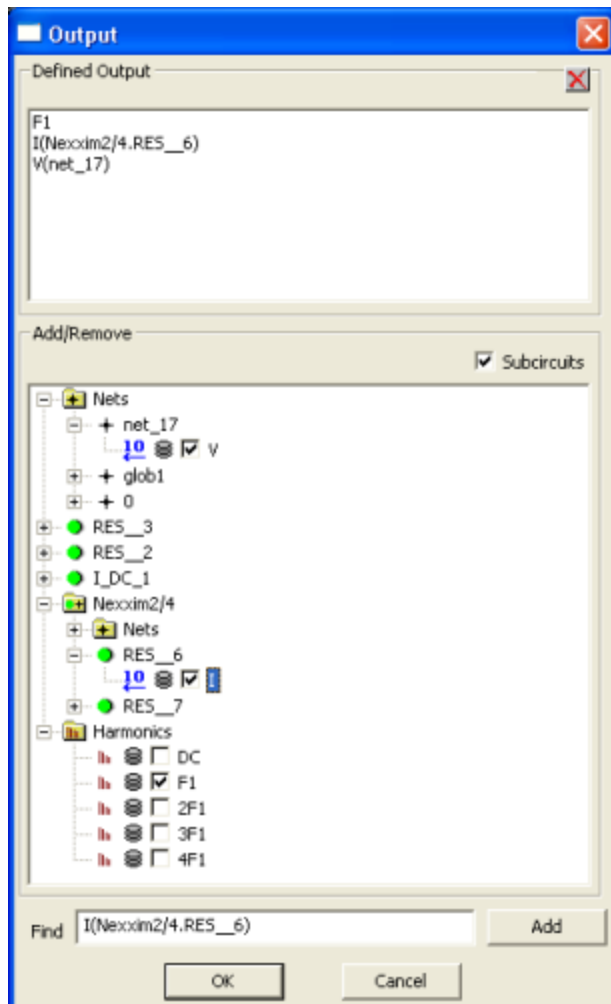 Output
Defined Output
F1
I(Nexxim2/4.RES__6)
V(net_17)
Add/Remove
Subcircuits
Nets
net_17
10 V
glob1
0
RES__3
RES__2
I_DC_1
Nexxim2/4
Nets
RES__6
10 I
RES__7
Harmonics
DC
F1
2F1
3F1
4F1
Find I(Nexxim2/4.RES__6) Add
OK Cancel